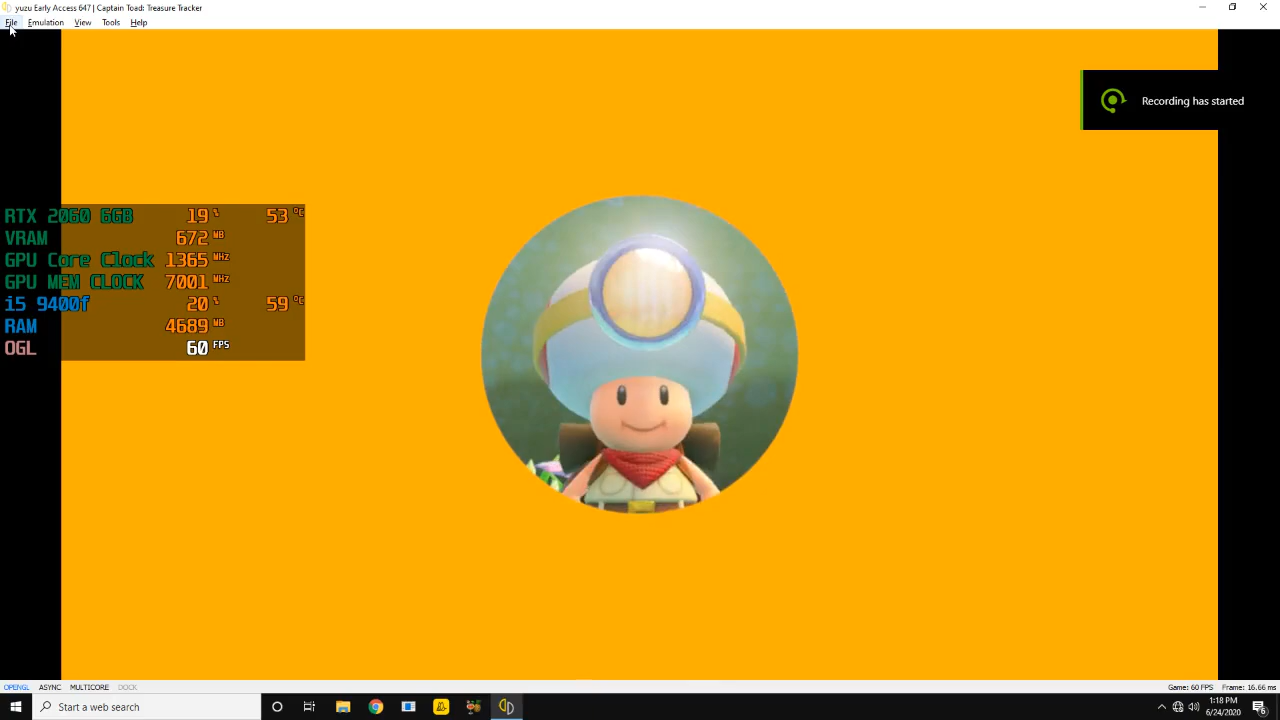 yuzu Early Access 647 | Captain Toad: Treasure Tracker
File Emulation View Tools Help
Recording has started
RTX 2060 6GB 19 % 53 °C
VRAM 672 MB
GPU Core Clock 1365 MHz
GPU MEM CLOCK 7001 MHz
i5 9400f 20 % 59 °C
RAM 4689 MB
OGL 60 FPS
OPENGL ASYNC MULTICORE DOCK Game: 60 FPS Frame: 16.66 ms
Start a web search
1:18 PM
6/24/2020
6